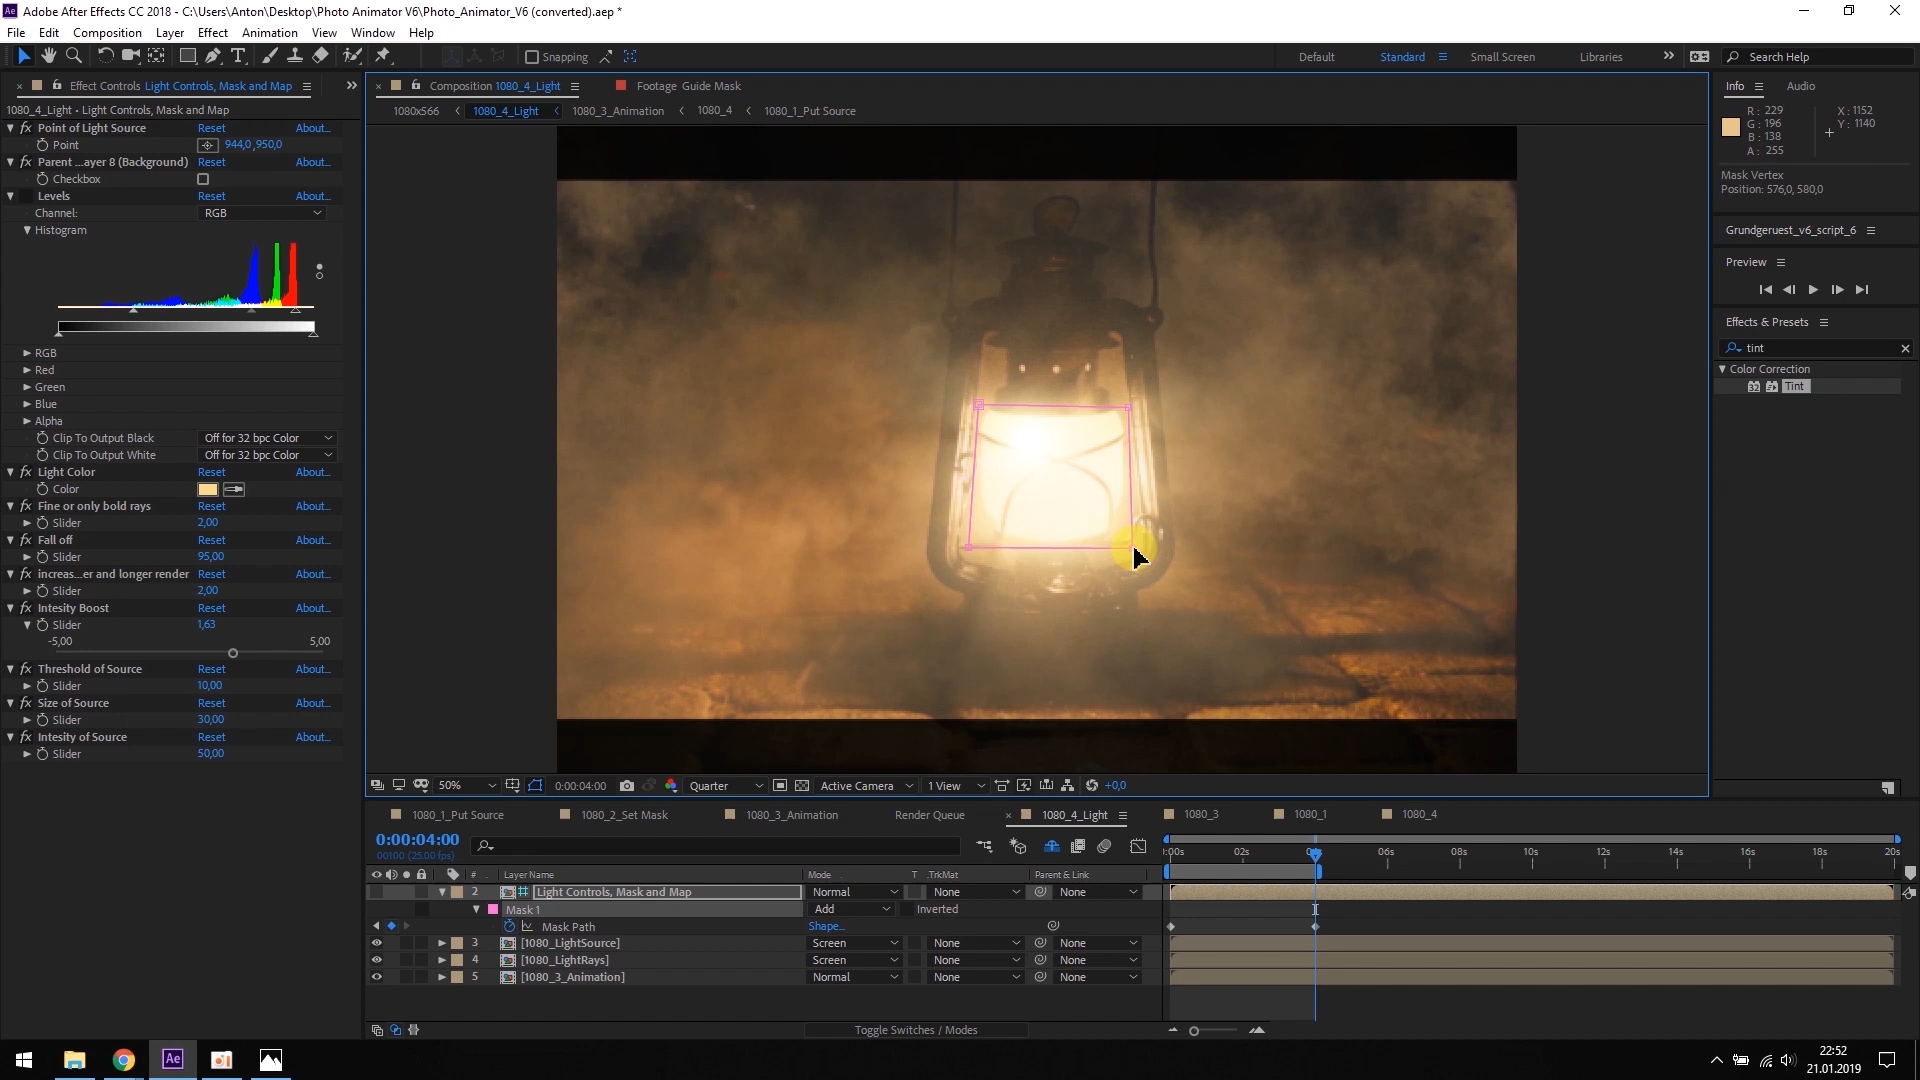 Adobe After Effects CC 2018 - C:\Users\Anton\Desktop\Photo Animator V6\Photo_Animator_V6 (converted).aep *
File Edit Composition Layer Effect Animation View Window Help
Snapping Default Standard Small Screen Libraries Search Help
Effect Controls Light Controls, Mask and Map
1080_4_Light • Light Controls, Mask and Map
Point of Light Source Reset About...
Point 944,0 ,950,0
Parent ...ayer 8 (Background) Reset About...
Checkbox
Levels Reset About...
Channel: RGB
Histogram
RGB
Red
Green
Blue
Alpha
Clip To Output Black Off for 32 bpc Color
Clip To Output White Off for 32 bpc Color
Light Color Reset About...
Color
Fine or only bold rays Reset About...
Slider 2,00
Fall off Reset About...
Slider 95,00
increas...er and longer render Reset About...
Slider 2,00
Intesity Boost Reset About...
Slider 1,63
-5,00 5,00
Threshold of Source Reset About...
Slider 10,00
Size of Source Reset About...
Slider 30,00
Intesity of Source Reset About...
Slider 50,00
Composition 1080_4_Light Footage Guide Mask
1080x566 1080_4_Light 1080_3_Animation 1080_4 1080_1_Put Source
50% 0:00:04:00 Quarter Active Camera 1 View +0,0
Info Audio
R: 229 X: 1152
G: 196 Y: 1140
B: 138
A: 255
Mask Vertex
Position: 576,0, 580,0
Grundgeruest_v6_script_6
Preview
Effects & Presets
tint
Color Correction
32 Tint
1080_1_Put Source 1080_2_Set Mask 1080_3_Animation Render Queue 1080_4_Light 1080_3 1080_1 1080_4
0:00:04:00
00100 (25.00 fps)
02s 06s 08s 10s 12s 14s 16s 18s 20s
# Layer Name Mode T .TrkMat Parent & Link
2 Light Controls, Mask and Map Normal None None
Mask 1 Add Inverted
Mask Path Shape...
3 [1080_LightSource] Screen None None
4 [1080_LightRays] Screen None None
5 [1080_3_Animation] Normal None None
Toggle Switches / Modes
22:52
21.01.2019